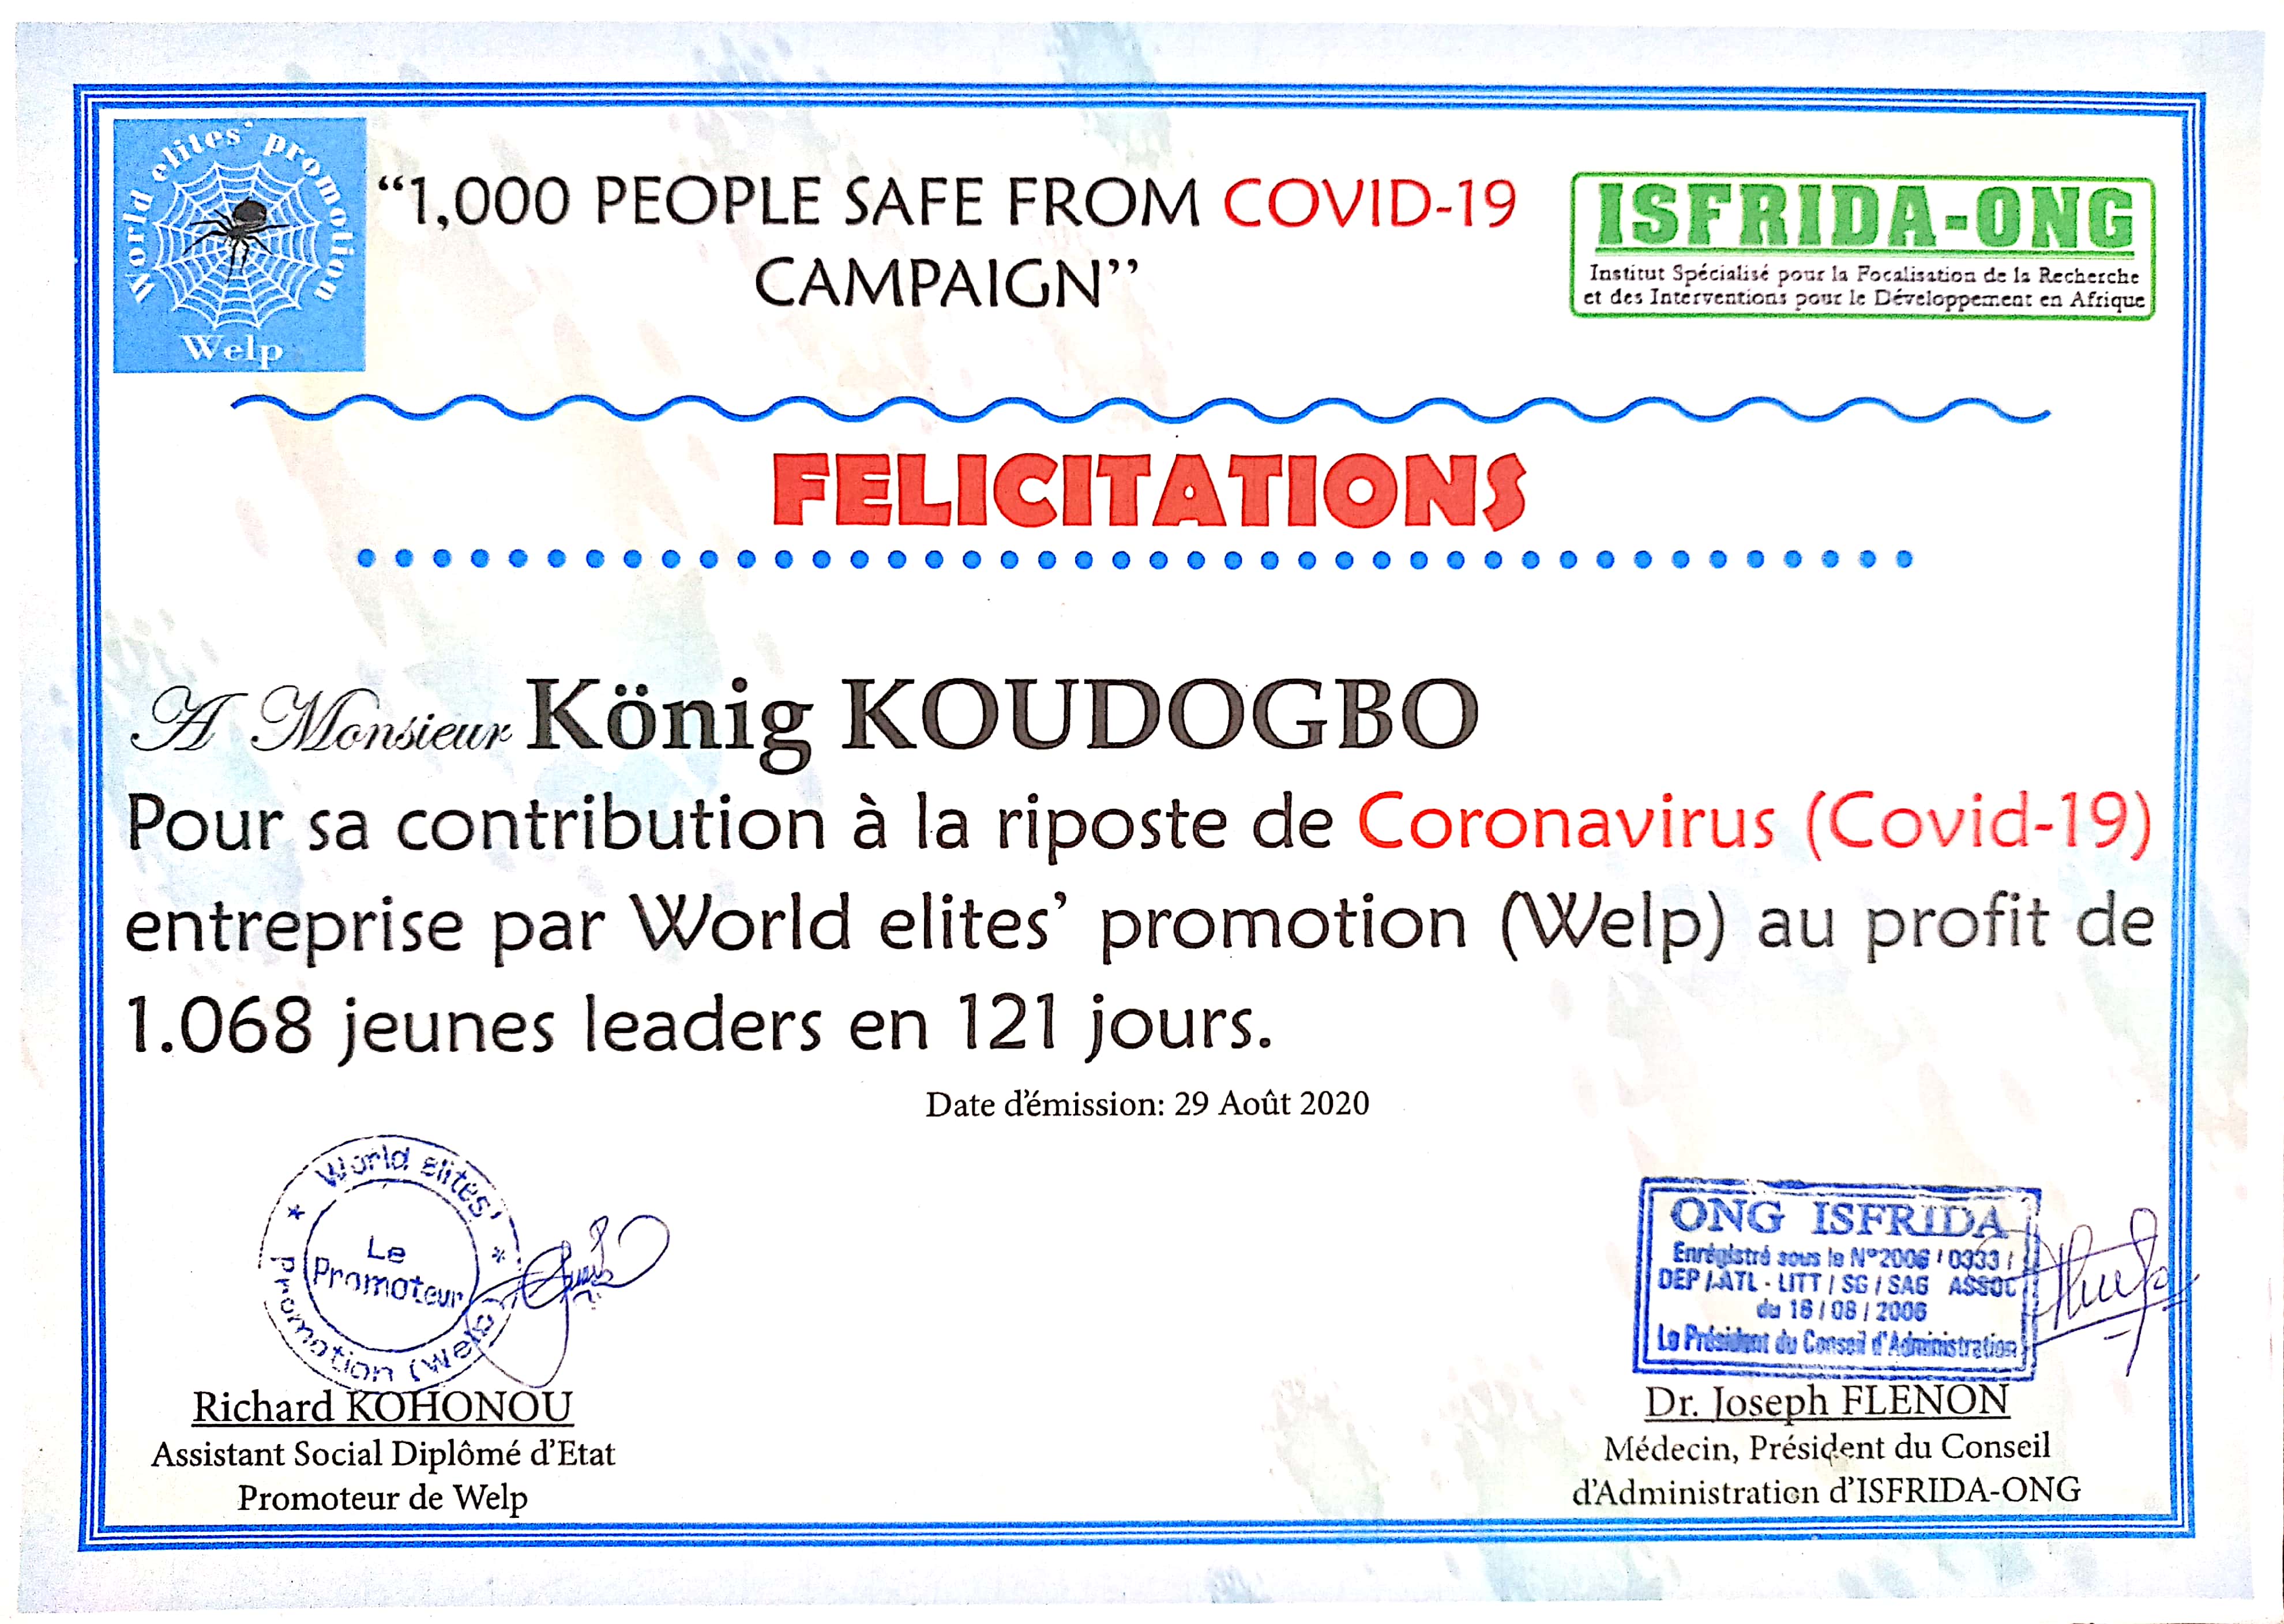 World elites' promotion
Welp
“1,000 PEOPLE SAFE FROM COVID-19
CAMPAIGN’’
ISFRIDA-ONG
Institut Spécialisé pour la Focalisation de la Recherche
et des Interventions pour le Développement en Afrique
FELICITATIONS
A Monsieur König KOUDOGBO
Pour sa contribution à la riposte de Coronavirus (Covid-19)
entreprise par World elites’ promotion (Welp) au profit de
1.068 jeunes leaders en 121 jours.
Date d’émission: 29 Août 2020
World elites'
Promotion (Welp)
Le
Promoteur
Richard KOHONOU
Assistant Social Diplômé d’Etat
Promoteur de Welp
ONG ISFRIDA
Enrégistré sous le N°2006 / 0333 /
DEP / ATL - LITT / SG / SAG ASSOC
du 16 / 08 / 2006
Le Président du Conseil d'Administration
Dr. Joseph FLENON
Médecin, Président du Conseil
d’Administration d’ISFRIDA-ONG